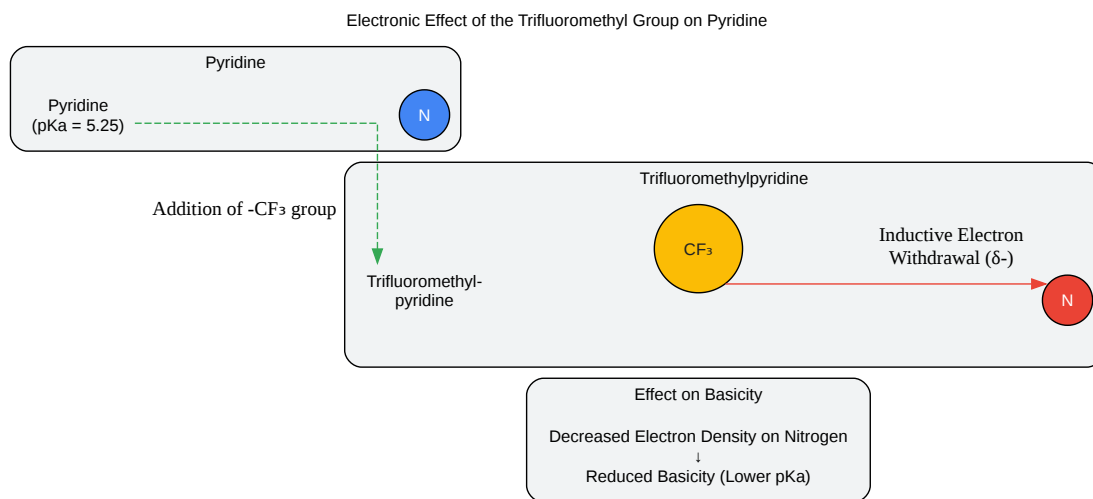 Electronic Effect of the Trifluoromethyl Group on Pyridine
Pyridine
Pyridine
(pKa = 5.25)
N
Addition of -CF₃ group
Trifluoromethylpyridine
CF₃
Inductive Electron
Withdrawal (δ-)
Trifluoromethyl-
pyridine
N
Effect on Basicity
Decreased Electron Density on Nitrogen
↓
Reduced Basicity (Lower pKa)